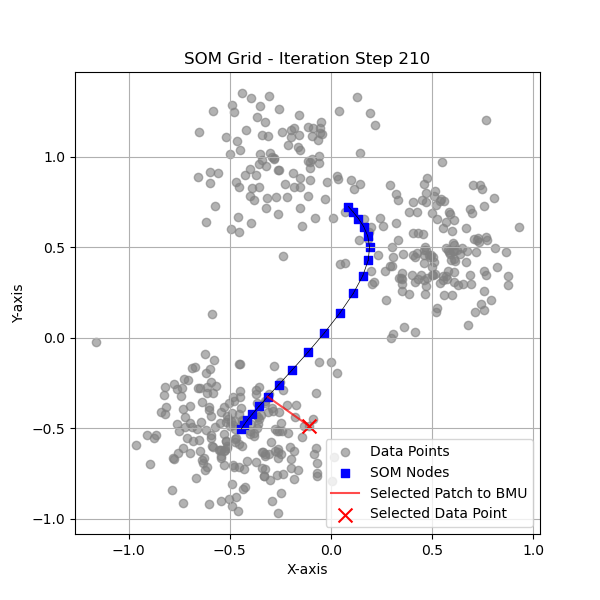 SOM Grid - Iteration Step 210
Y-axis
1.0
0.5
0.0
−0.5
−1.0
Data Points
SOM Nodes
Selected Patch to BMU
Selected Data Point
−1.0 −0.5 0.0 0.5 1.0
X-axis